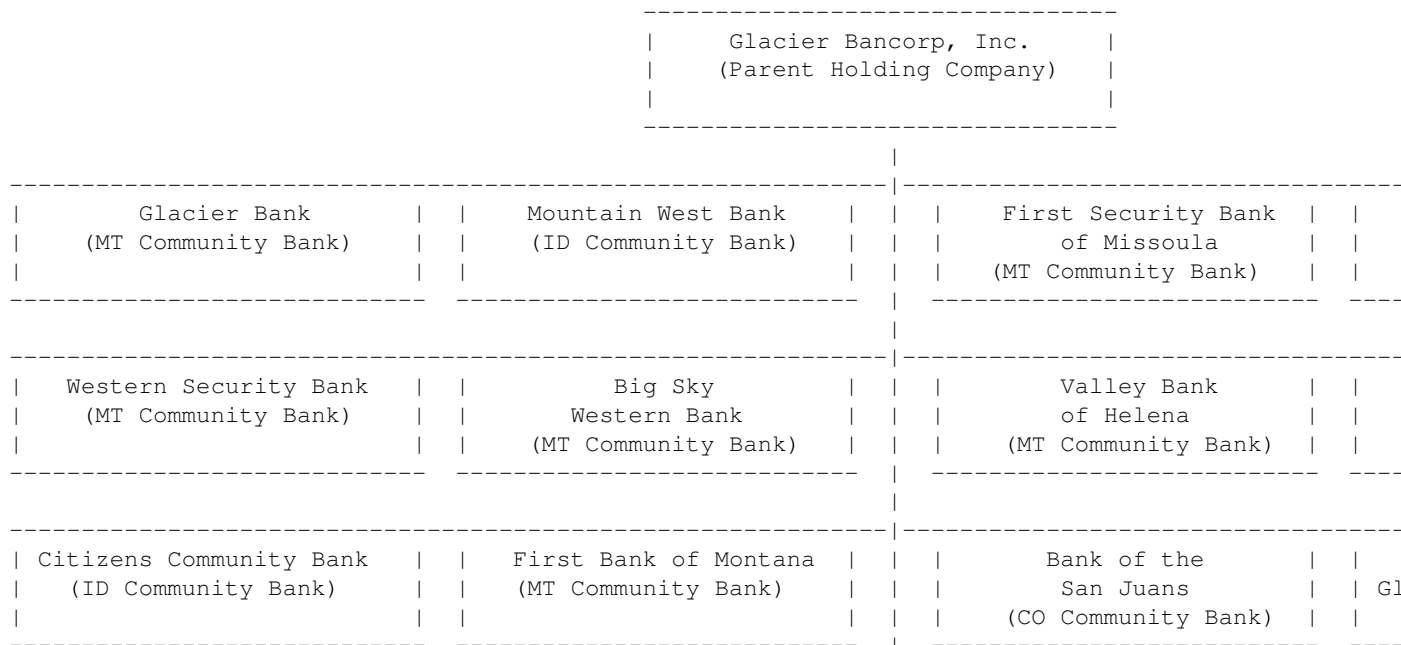 Glacier Bancorp, Inc.
(Parent Holding Company)
Glacier Bank Mountain West Bank First Security Bank
(MT Community Bank) (ID Community Bank) of Missoula
(MT Community Bank)
Western Security Bank Big Sky Valley Bank
(MT Community Bank) Western Bank of Helena
(MT Community Bank) (MT Community Bank)
Citizens Community Bank First Bank of Montana Bank of the
(ID Community Bank) (MT Community Bank) San Juans
(CO Community Bank)